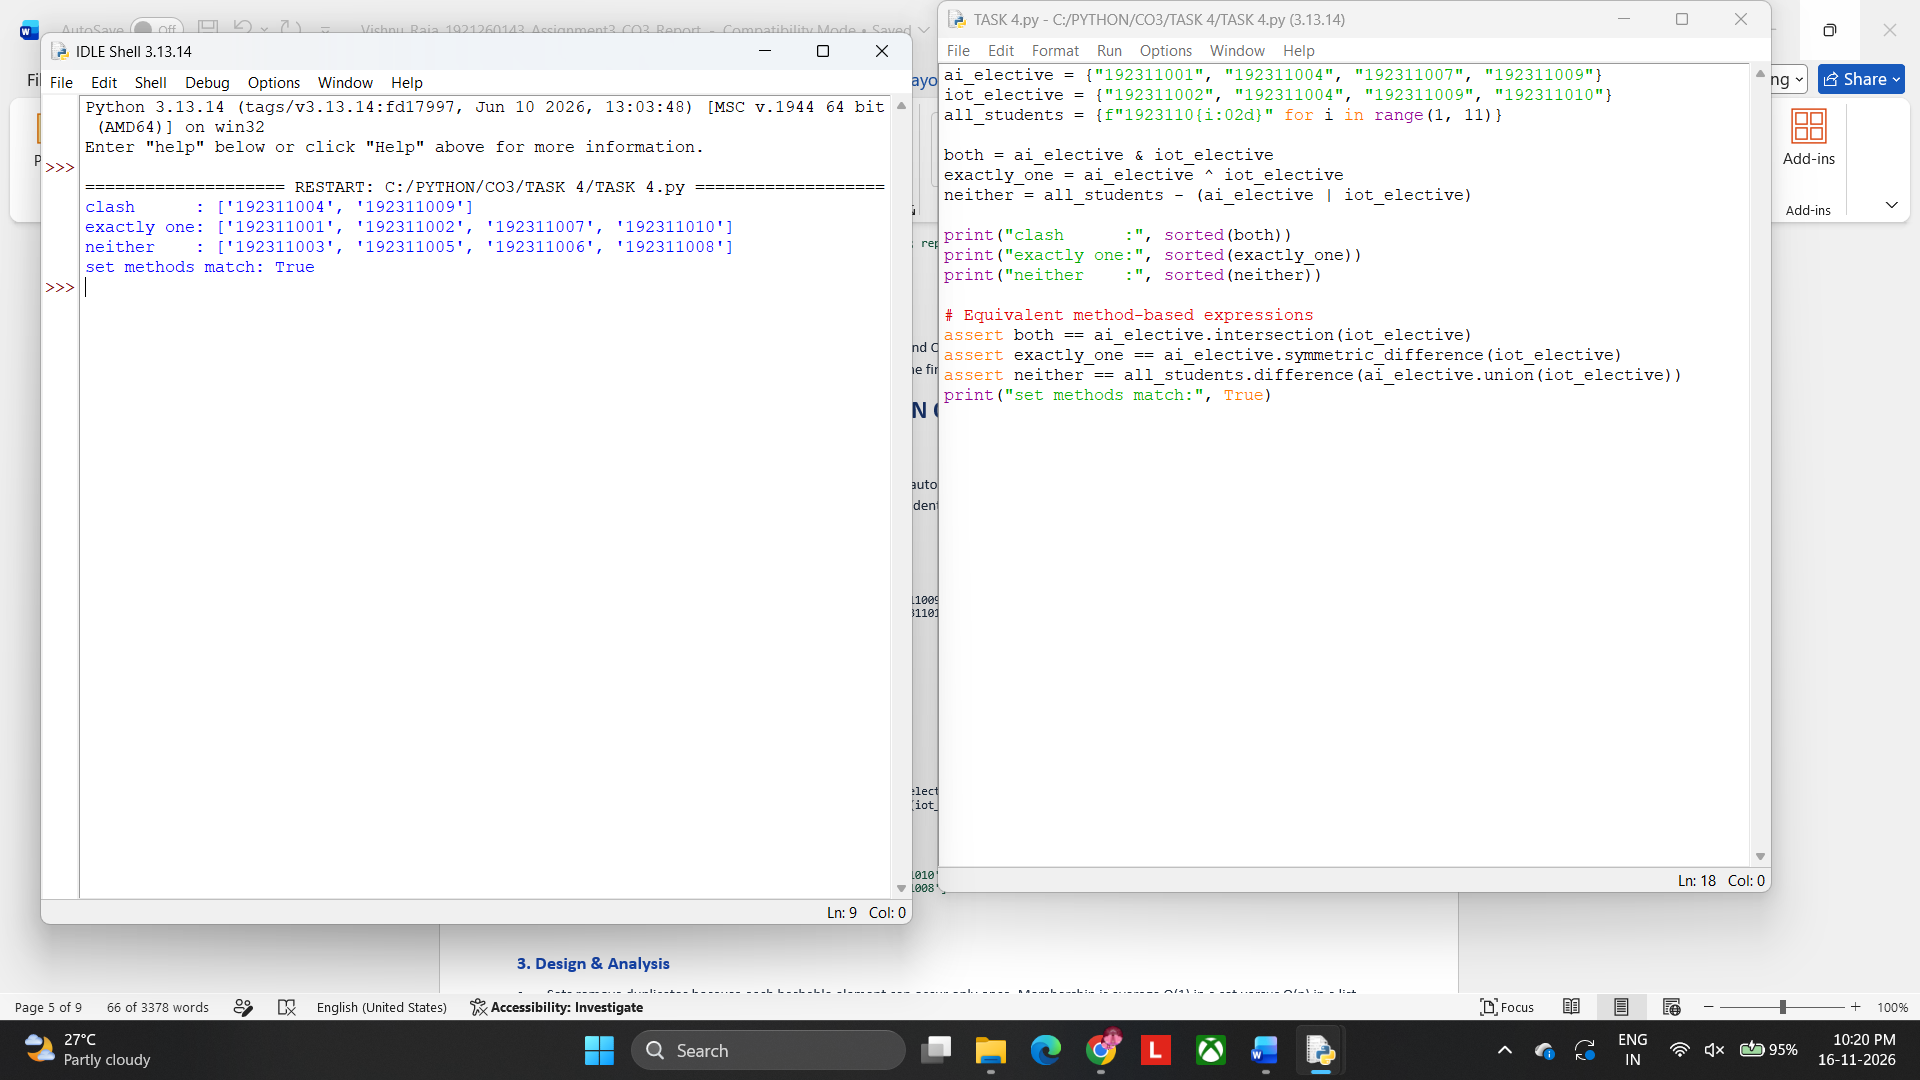 AutoSave Off Vishnu_Raja_1921260143_Assignment3_CO3_Report - Compatibility Mode • Saved
IDLE Shell 3.13.14
File Edit Shell Debug Options Window Help
Python 3.13.14 (tags/v3.13.14:fd17997, Jun 10 2026, 13:03:48) [MSC v.1944 64 bit
(AMD64)] on win32
Enter "help" below or click "Help" above for more information.
>>>
==================== RESTART: C:/PYTHON/CO3/TASK 4/TASK 4.py ===================
clash      : ['192311004', '192311009']
exactly one: ['192311001', '192311002', '192311007', '192311010']
neither    : ['192311003', '192311005', '192311006', '192311008']
set methods match: True
>>>
Ln: 9 Col: 0
TASK 4.py - C:/PYTHON/CO3/TASK 4/TASK 4.py (3.13.14)
File Edit Format Run Options Window Help
ai_elective = {"192311001", "192311004", "192311007", "192311009"}
iot_elective = {"192311002", "192311004", "192311009", "192311010"}
all_students = {f"1923110{i:02d}" for i in range(1, 11)}
both = ai_elective & iot_elective
exactly_one = ai_elective ^ iot_elective
neither = all_students - (ai_elective | iot_elective)
print("clash      :", sorted(both))
print("exactly one:", sorted(exactly_one))
print("neither    :", sorted(neither))
# Equivalent method-based expressions
assert both == ai_elective.intersection(iot_elective)
assert exactly_one == ai_elective.symmetric_difference(iot_elective)
assert neither == all_students.difference(ai_elective.union(iot_elective))
print("set methods match:", True)
Ln: 18 Col: 0
Share
Add-ins
Add-ins
3. Design & Analysis
Page 5 of 9 66 of 3378 words English (United States) Accessibility: Investigate Focus 100%
27°C
Partly cloudy
Search
ENG
IN
95%
10:20 PM
16-11-2026